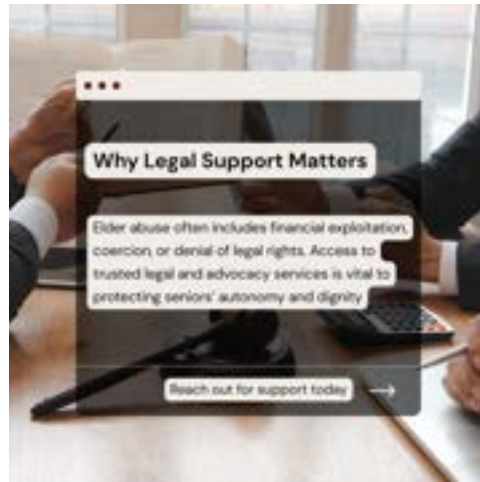 Why Legal Support Matters
Elder abuse often includes financial exploitation,
coercion, or denial of legal rights. Access to
trusted legal and advocacy services is vital to
protecting seniors' autonomy and dignity
Reach out for support today